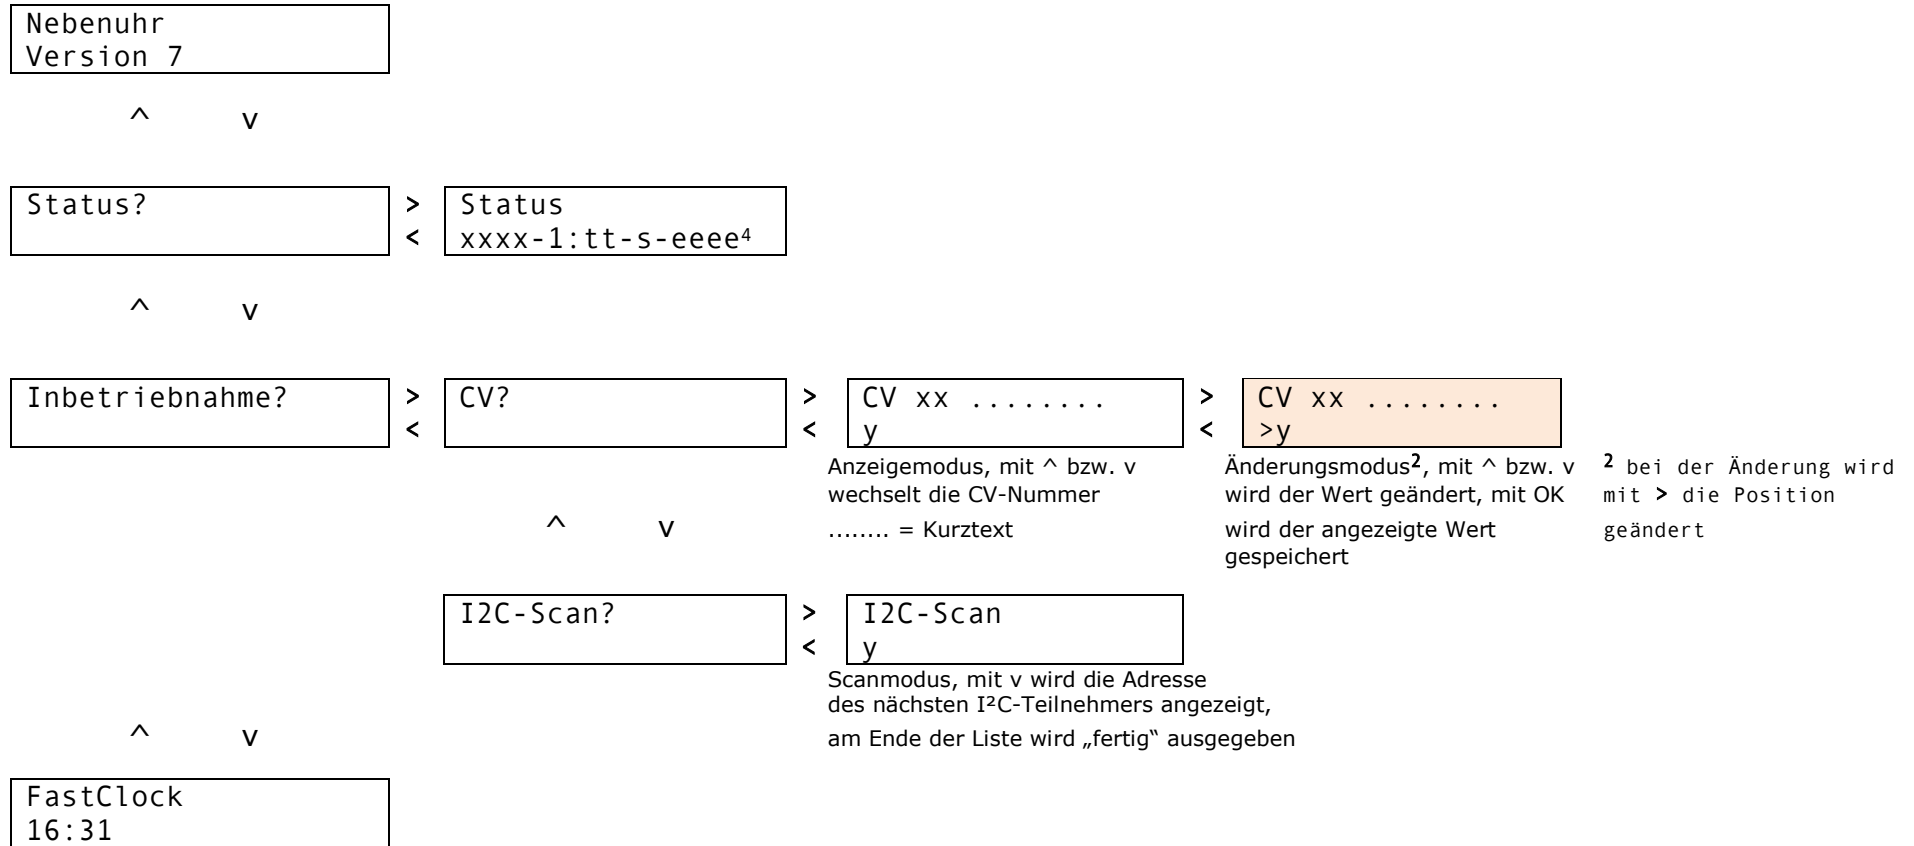 Nebenuhr
Version 7
^ v
Status? > Status
< xxxx-1:tt-s-eeee⁴
^ v
Inbetriebnahme? > CV? > CV xx ........ > CV xx ........
< < y < >y
Anzeigemodus, mit ^ bzw. v
wechselt die CV-Nummer
........ = Kurztext
Änderungsmodus², mit ^ bzw. v
wird der Wert geändert, mit OK
wird der angezeigte Wert
gespeichert
² bei der Änderung wird
mit > die Position
geändert
^ v
I2C-Scan? > I2C-Scan
< y
Scanmodus, mit v wird die Adresse
des nächsten I²C-Teilnehmers angezeigt,
am Ende der Liste wird „fertig“ ausgegeben
^ v
FastClock
16:31